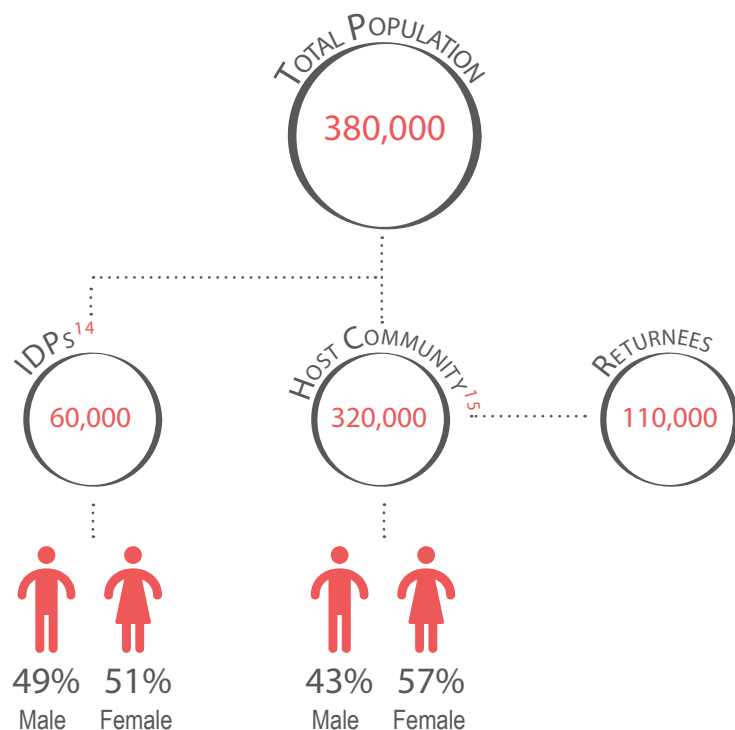 TOTAL POPULATION
380,000
IDPs14
60,000
HOST COMMUNITY15
320,000
RETURNEES
110,000
49%
Male
51%
Female
43%
Male
57%
Female